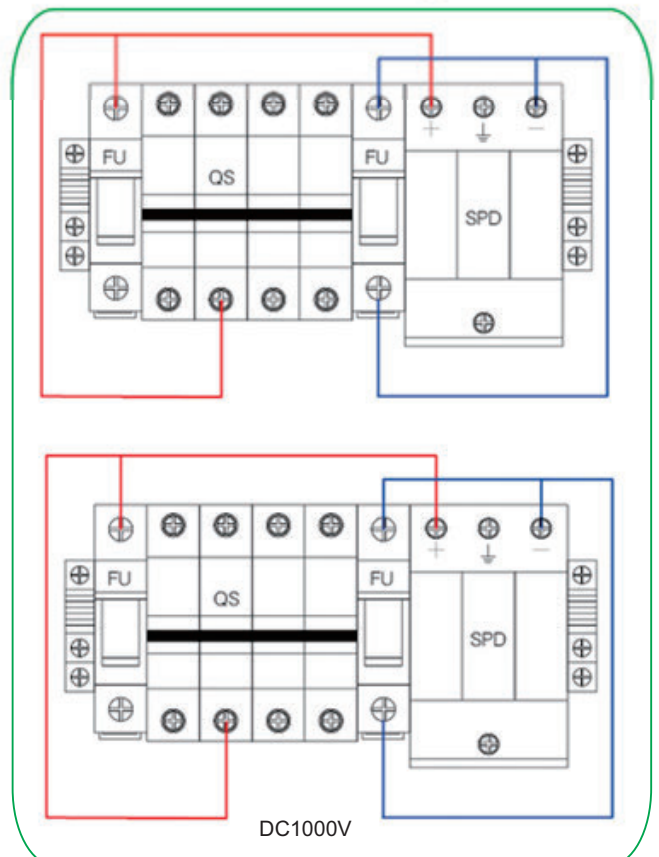 FU
QS
FU
+ ⏚ −
SPD
FU
QS
FU
+ ⏚ −
SPD
DC1000V